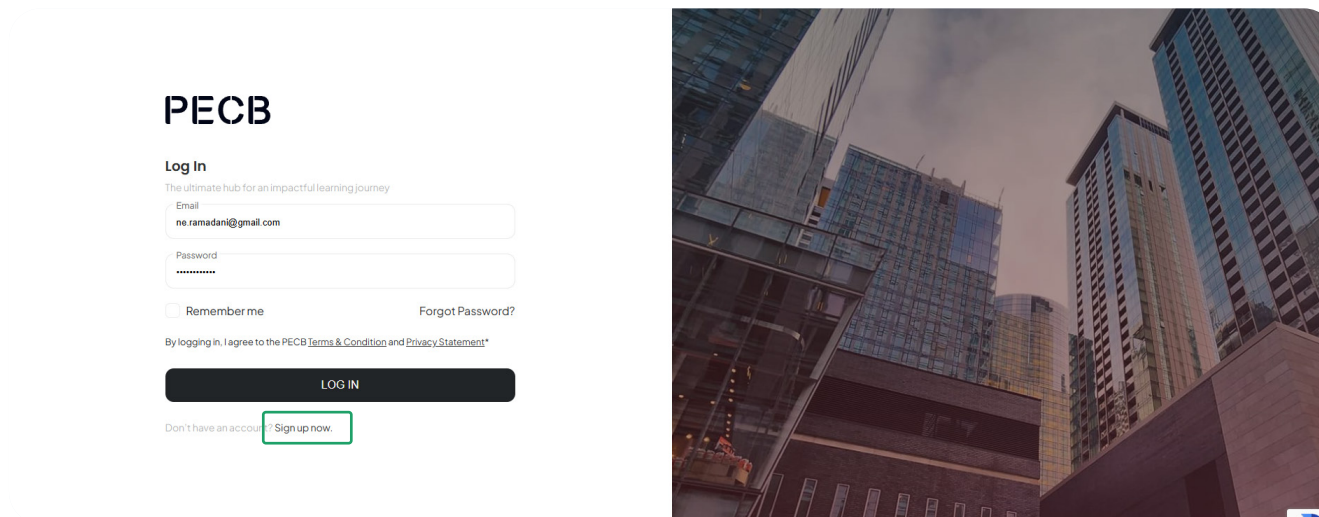 PECB
Log In
The ultimate hub for an impactful learning journey
Email
ne.ramadani@gmail.com
Password
••••••••••••
Remember me
Forgot Password?
By logging in, I agree to the PECB Terms & Condition and Privacy Statement*
LOG IN
Don't have an account? Sign up now.